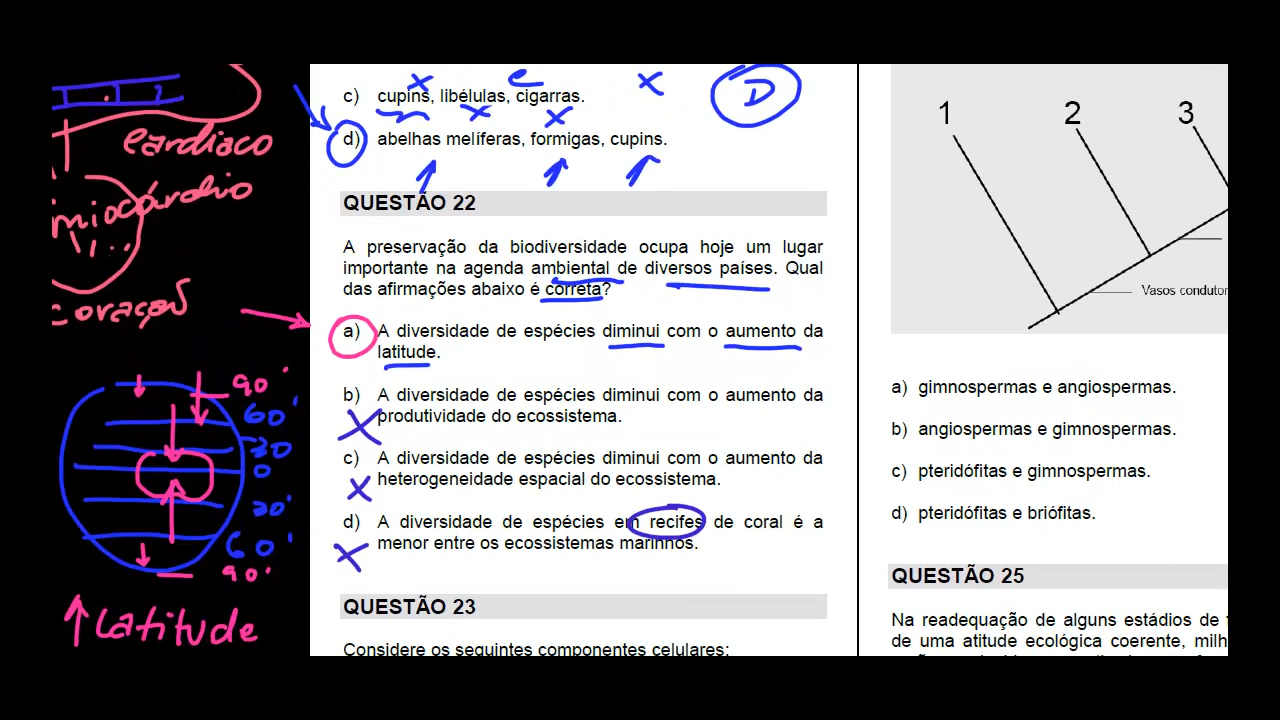 cardiaco
miocárdio
coração
90°
60°
30
0
30°
60°
90°
↑ Latitude
c) cupins, libélulas, cigarras.
D
d) abelhas melíferas, formigas, cupins.
QUESTÃO 22
A preservação da biodiversidade ocupa hoje um lugar
importante na agenda ambiental de diversos países. Qual
das afirmações abaixo é correta?
a) A diversidade de espécies diminui com o aumento da
latitude.
b) A diversidade de espécies diminui com o aumento da
produtividade do ecossistema.
c) A diversidade de espécies diminui com o aumento da
heterogeneidade espacial do ecossistema.
d) A diversidade de espécies em recifes de coral é a
menor entre os ecossistemas marinhos.
QUESTÃO 23
Considere os seguintes componentes celulares:
1 2 3
Vasos condutor
a) gimnospermas e angiospermas.
b) angiospermas e gimnospermas.
c) pteridófitas e gimnospermas.
d) pteridófitas e briófitas.
QUESTÃO 25
Na readequação de alguns estádios de
de uma atitude ecológica coerente, milh